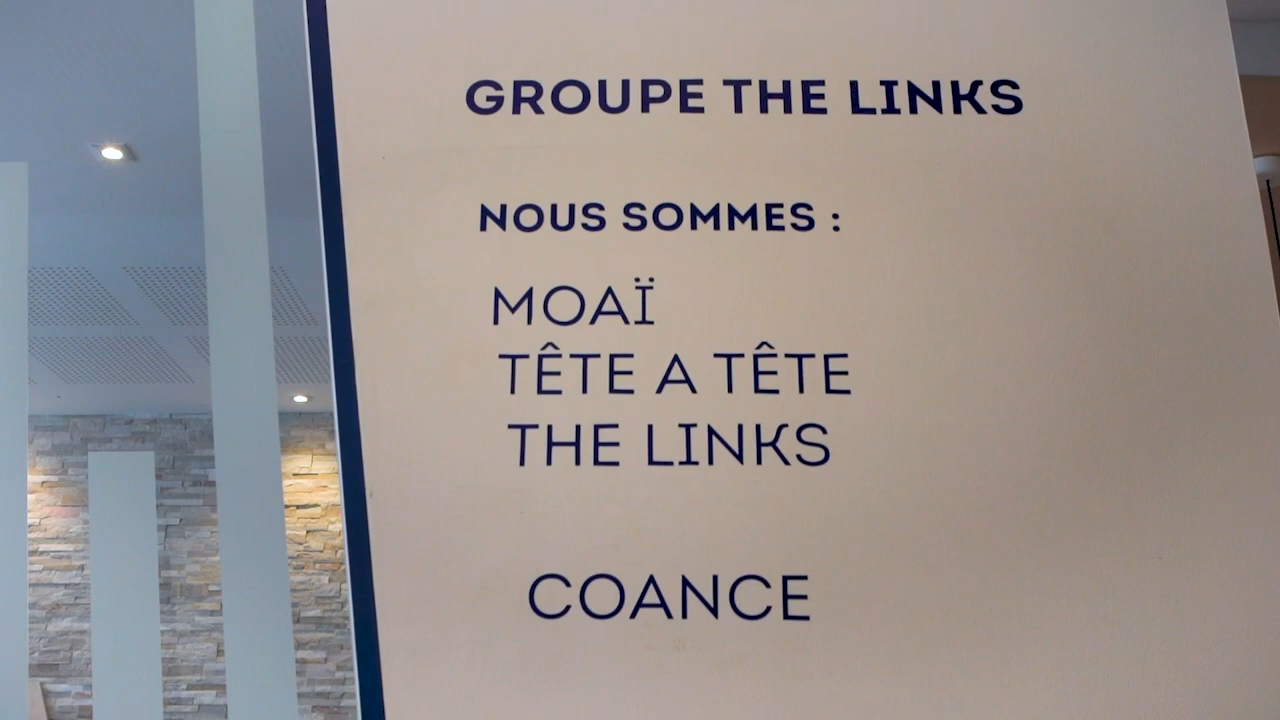 GROUPE THE LINKS
NOUS SOMMES :
MOAÏ
TÊTE A TÊTE
THE LINKS
COANCE